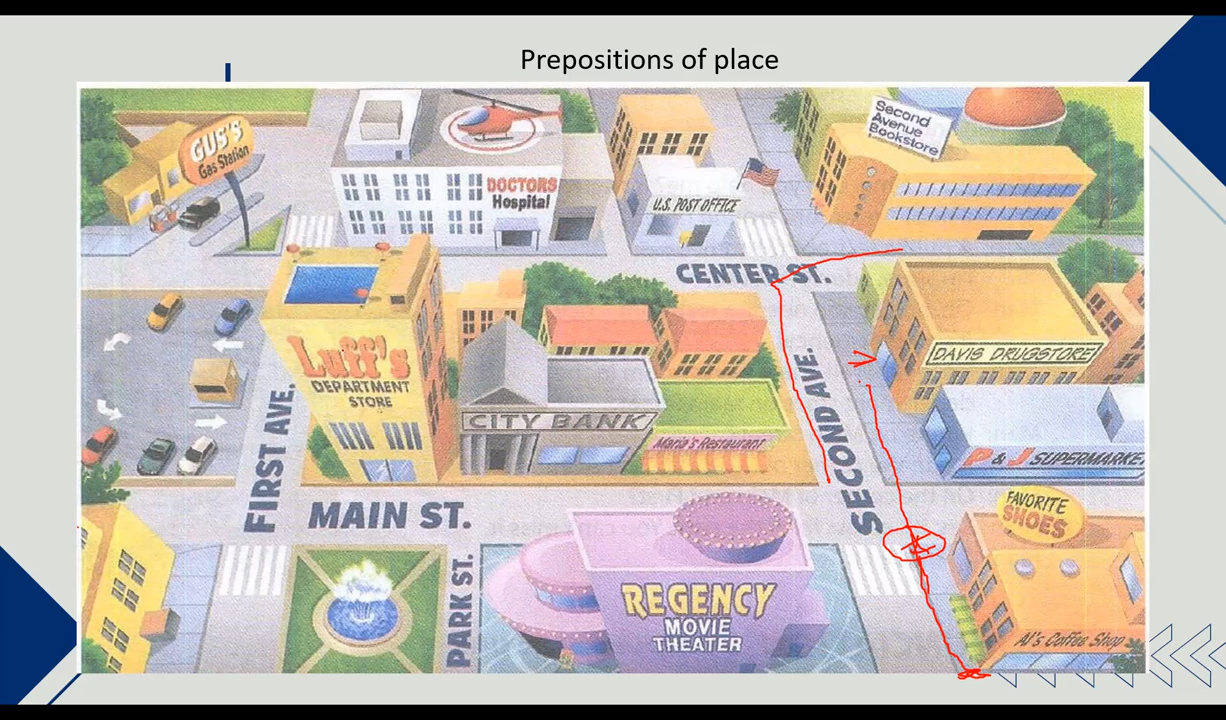 Prepositions of place
GUS'S
Gas Station
DOCTORS
Hospital
U.S. POST OFFICE
Second
Avenue
Bookstore
CENTER ST.
Luff's
DEPARTMENT
STORE
CITY BANK
Maria's Restaurant
DAVIS DRUGSTORE
P & J SUPERMARKE
FIRST AVE.
SECOND AVE.
MAIN ST.
PARK ST.
REGENCY
MOVIE
THEATER
FAVORITE
SHOES
Al's Coffee Shop